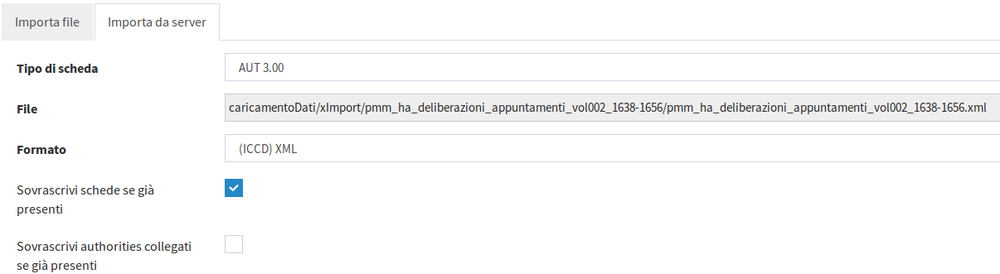 Importa file
Importa da server
Tipo di scheda
AUT 3.00
File
caricamentoDati/xImport/pmm_ha_deliberazioni_appuntamenti_vol002_1638-1656/pmm_ha_deliberazioni_appuntamenti_vol002_1638-1656.xml
Formato
(ICCD) XML
Sovrascrivi schede se già
presenti
Sovrascrivi authorities collegati
se già presenti